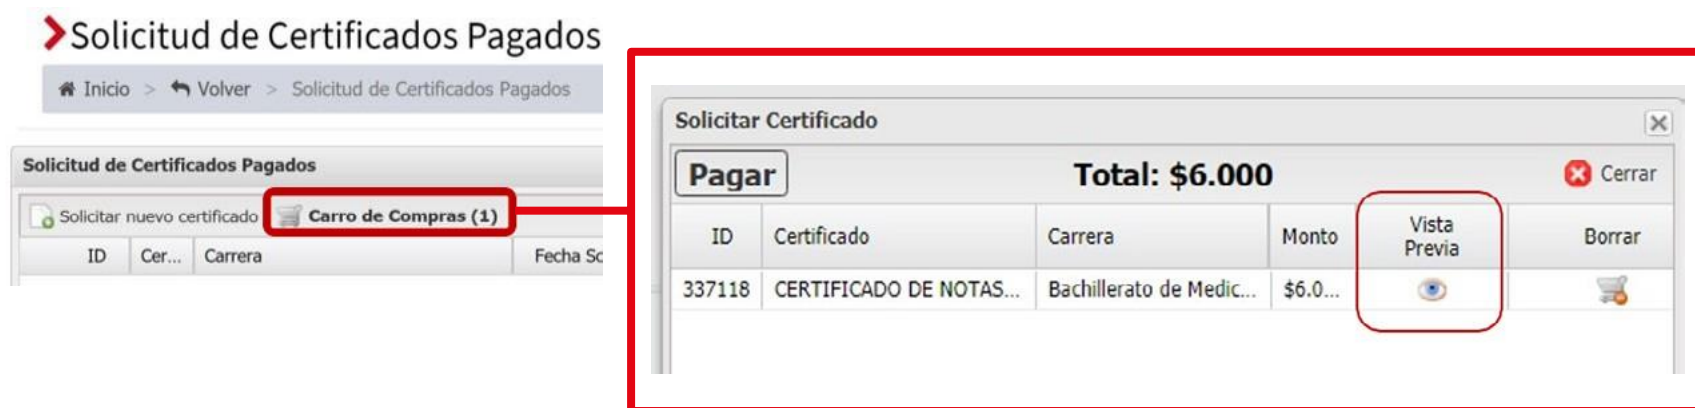 Solicitud de Certificados Pagados
Inicio > Volver > Solicitud de Certificados Pagados
Solicitud de Certificados Pagados
Solicitar nuevo certificado Carro de Compras (1)
ID Cer... Carrera Fecha Sc
Solicitar Certificado
Pagar Total: $6.000 Cerrar
ID Certificado Carrera Monto Vista Previa Borrar
337118 CERTIFICADO DE NOTAS... Bachillerato de Medic... $6.0...